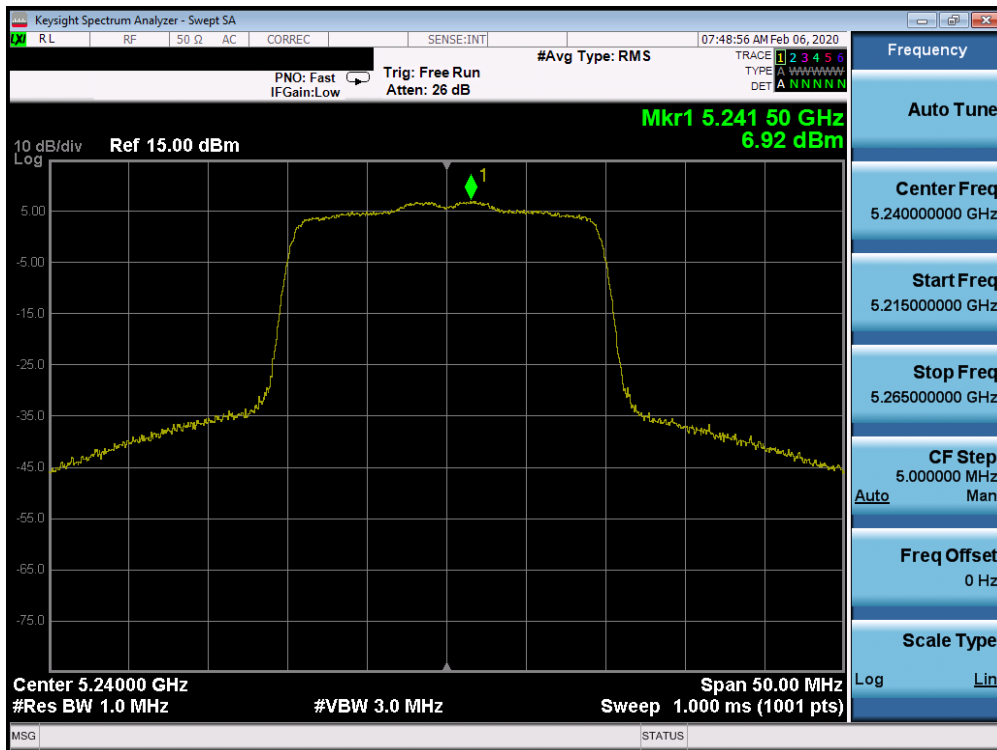 Keysight Spectrum Analyzer - Swept SA
LXI RL RF 50 Ω AC CORREC SENSE:INT 07:48:56 AM Feb 06, 2020
PNO: Fast Trig: Free Run #Avg Type: RMS TRACE 1 2 3 4 5 6
IFGain:Low Atten: 26 dB TYPE A WWWWW
DET A N N N N N
Mkr1 5.241 50 GHz
6.92 dBm
10 dB/div Ref 15.00 dBm
Log
1
5.00
-5.00
-15.0
-25.0
-35.0
-45.0
-55.0
-65.0
-75.0
Center 5.24000 GHz Span 50.00 MHz
#Res BW 1.0 MHz #VBW 3.0 MHz Sweep 1.000 ms (1001 pts)
MSG STATUS
Frequency
Auto Tune
Center Freq
5.240000000 GHz
Start Freq
5.215000000 GHz
Stop Freq
5.265000000 GHz
CF Step
5.000000 MHz
Auto Man
Freq Offset
0 Hz
Scale Type
Log Lin